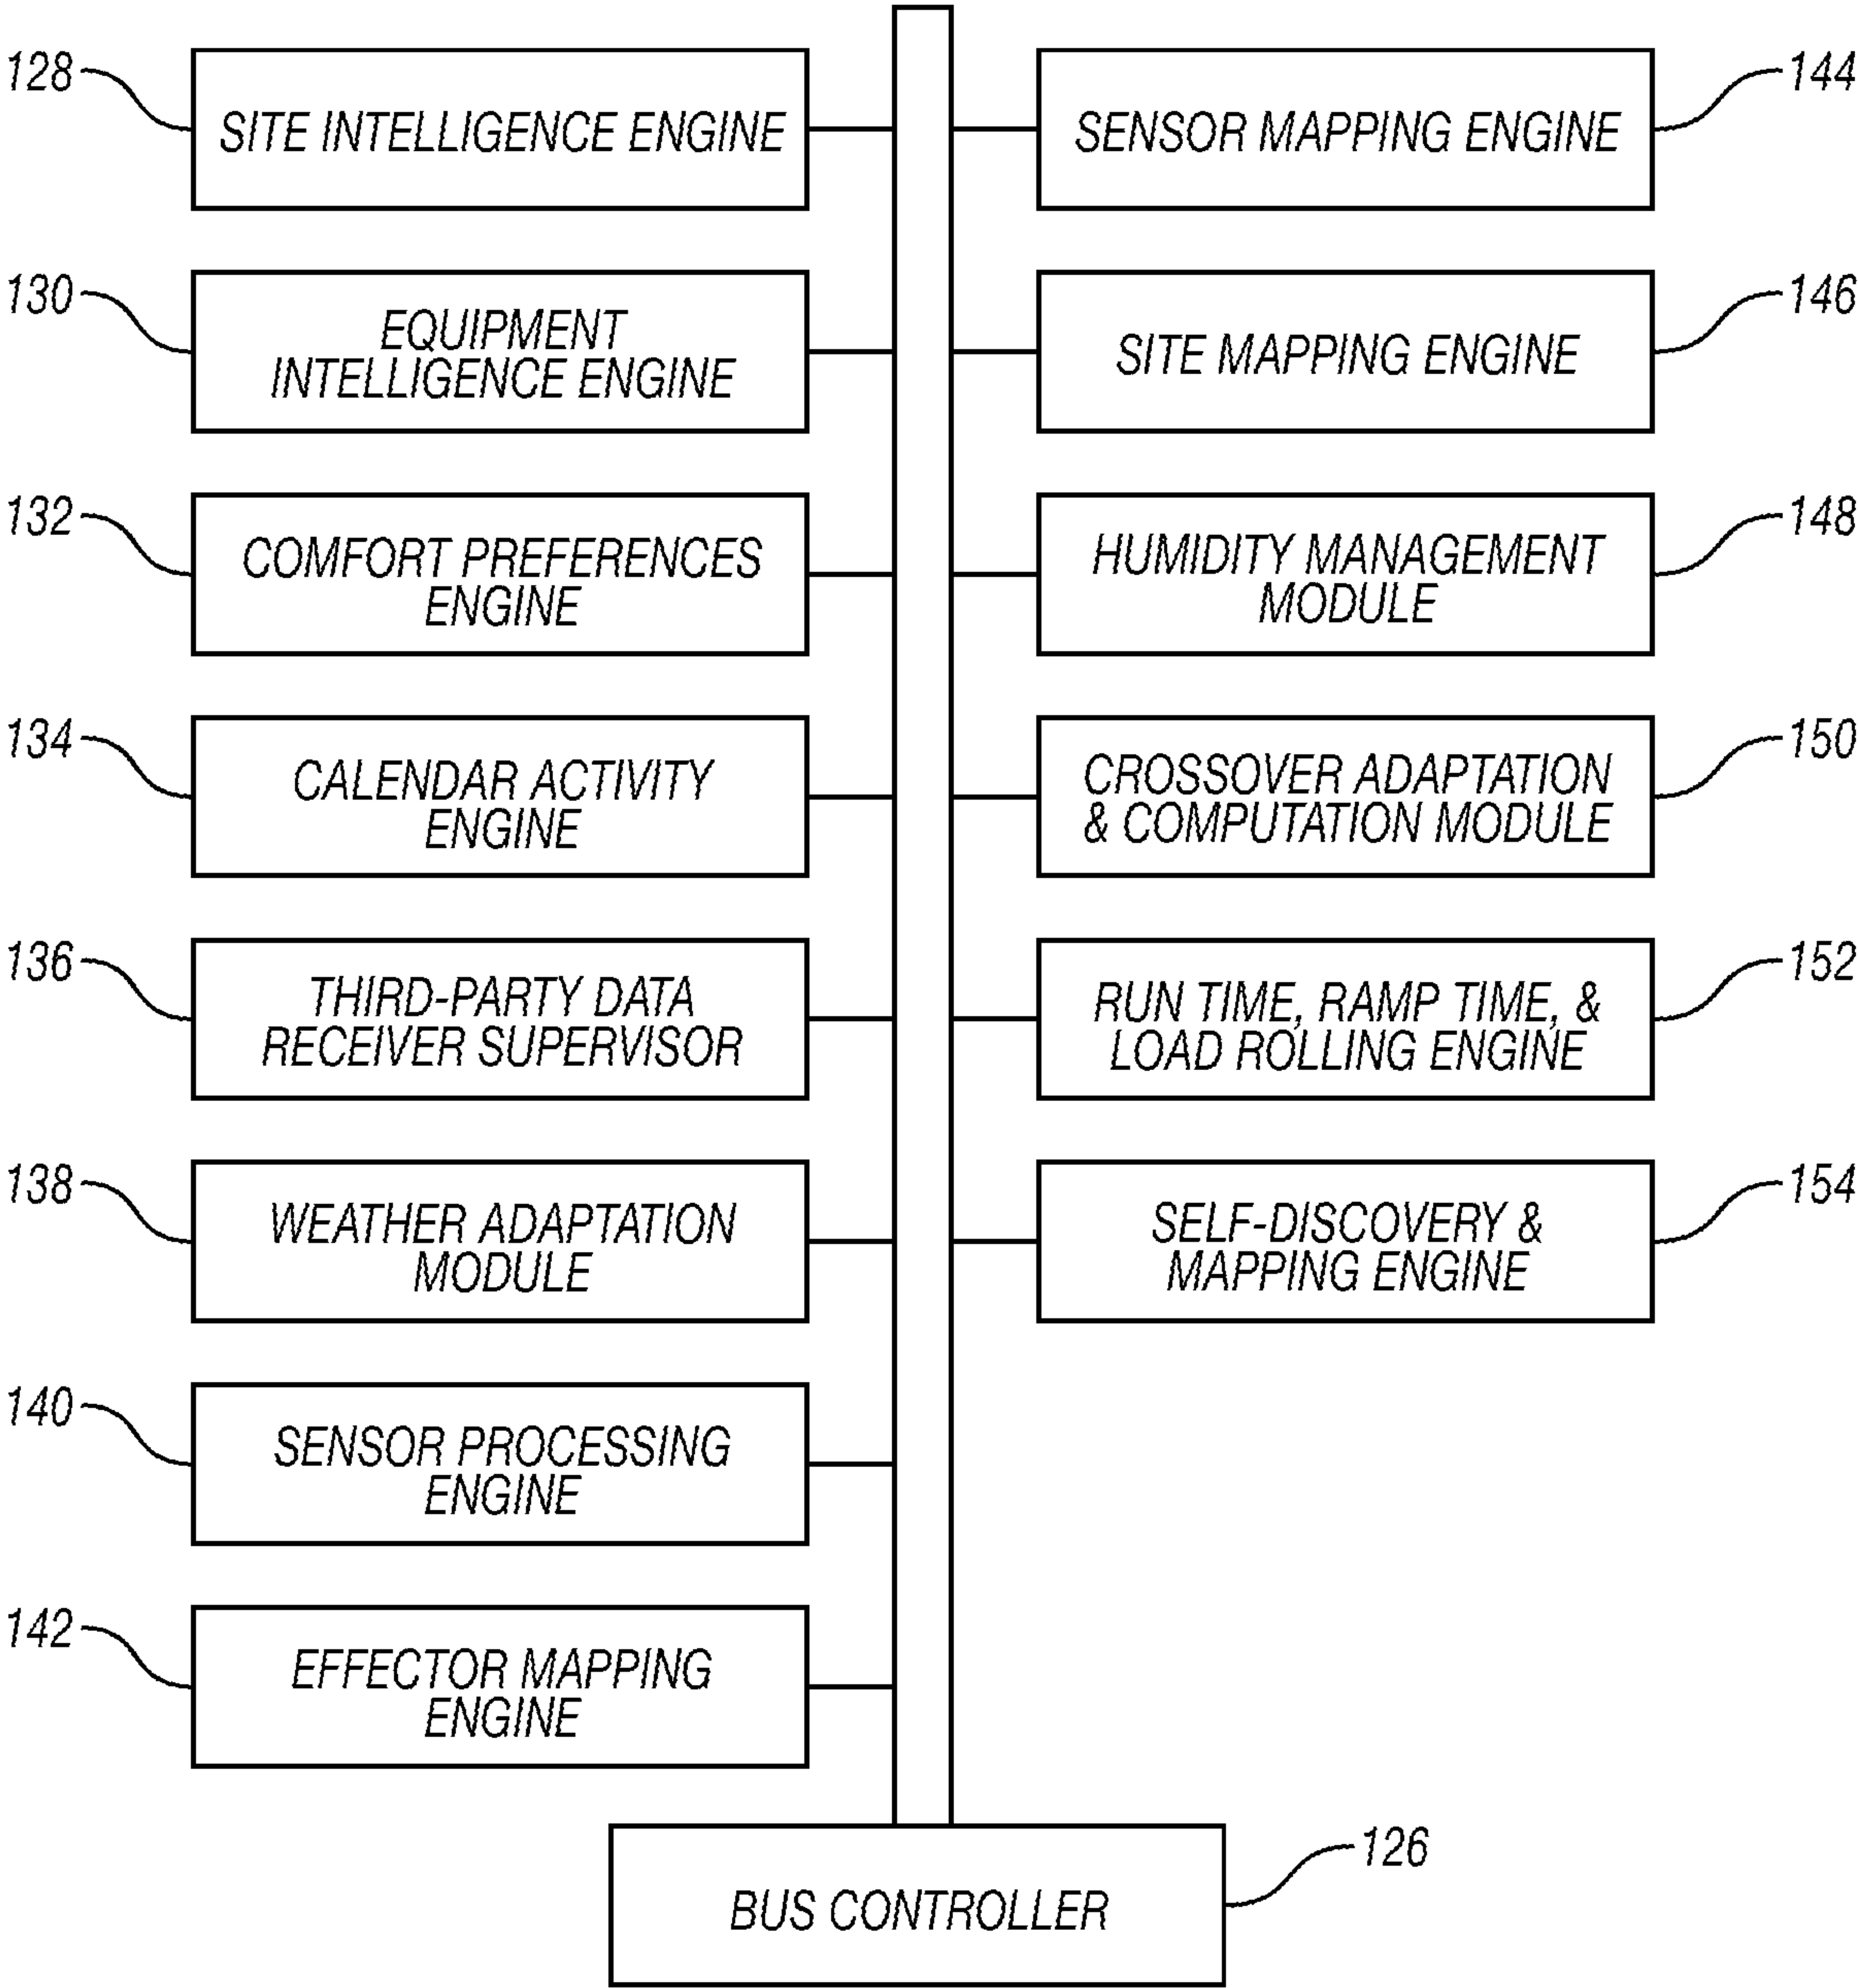 128
SITE INTELLIGENCE ENGINE
144
SENSOR MAPPING ENGINE
130
EQUIPMENT
INTELLIGENCE ENGINE
146
SITE MAPPING ENGINE
132
COMFORT PREFERENCES
ENGINE
148
HUMIDITY MANAGEMENT
MODULE
134
CALENDAR ACTIVITY
ENGINE
150
CROSSOVER ADAPTATION
& COMPUTATION MODULE
136
THIRD-PARTY DATA
RECEIVER SUPERVISOR
152
RUN TIME, RAMP TIME, &
LOAD ROLLING ENGINE
138
WEATHER ADAPTATION
MODULE
154
SELF-DISCOVERY &
MAPPING ENGINE
140
SENSOR PROCESSING
ENGINE
142
EFFECTOR MAPPING
ENGINE
126
BUS CONTROLLER